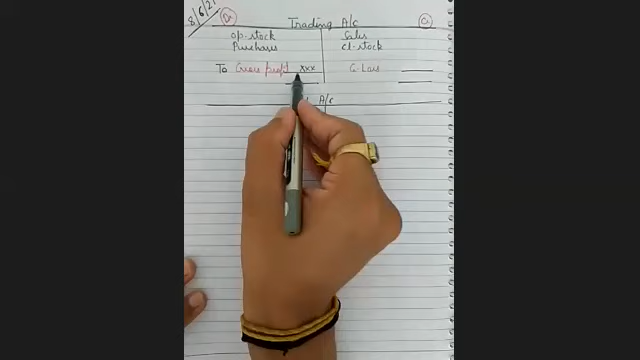 8/6/21
Dr Trading A/c Cr
op-stock Sales
Purchases cl-stock
To Gross profit xxx G-Loss
A/c